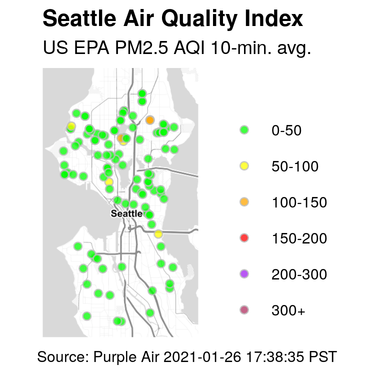 Seattle Air Quality Index
US EPA PM2.5 AQI 10-min. avg.
0-50
50-100
100-150
150-200
200-300
300+
Seattle
Source: Purple Air 2021-01-26 17:38:35 PST